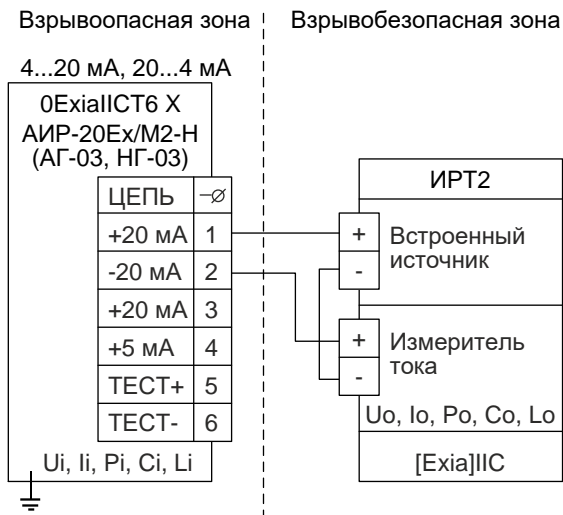 Взрывоопасная зона
Взрывобезопасная зона
4...20 мА, 20...4 мА
0ExiaIICT6 X
АИР-20Ex/М2-Н
(АГ-03, НГ-03)
ЦЕПЬ
+20 мА 1
-20 мА 2
+20 мА 3
+5 мА 4
ТЕСТ+ 5
ТЕСТ- 6
Ui, Ii, Pi, Ci, Li
ИРТ2
+ Встроенный
- источник
+ Измеритель
- тока
Uo, Io, Po, Co, Lo
[Exia]IIC